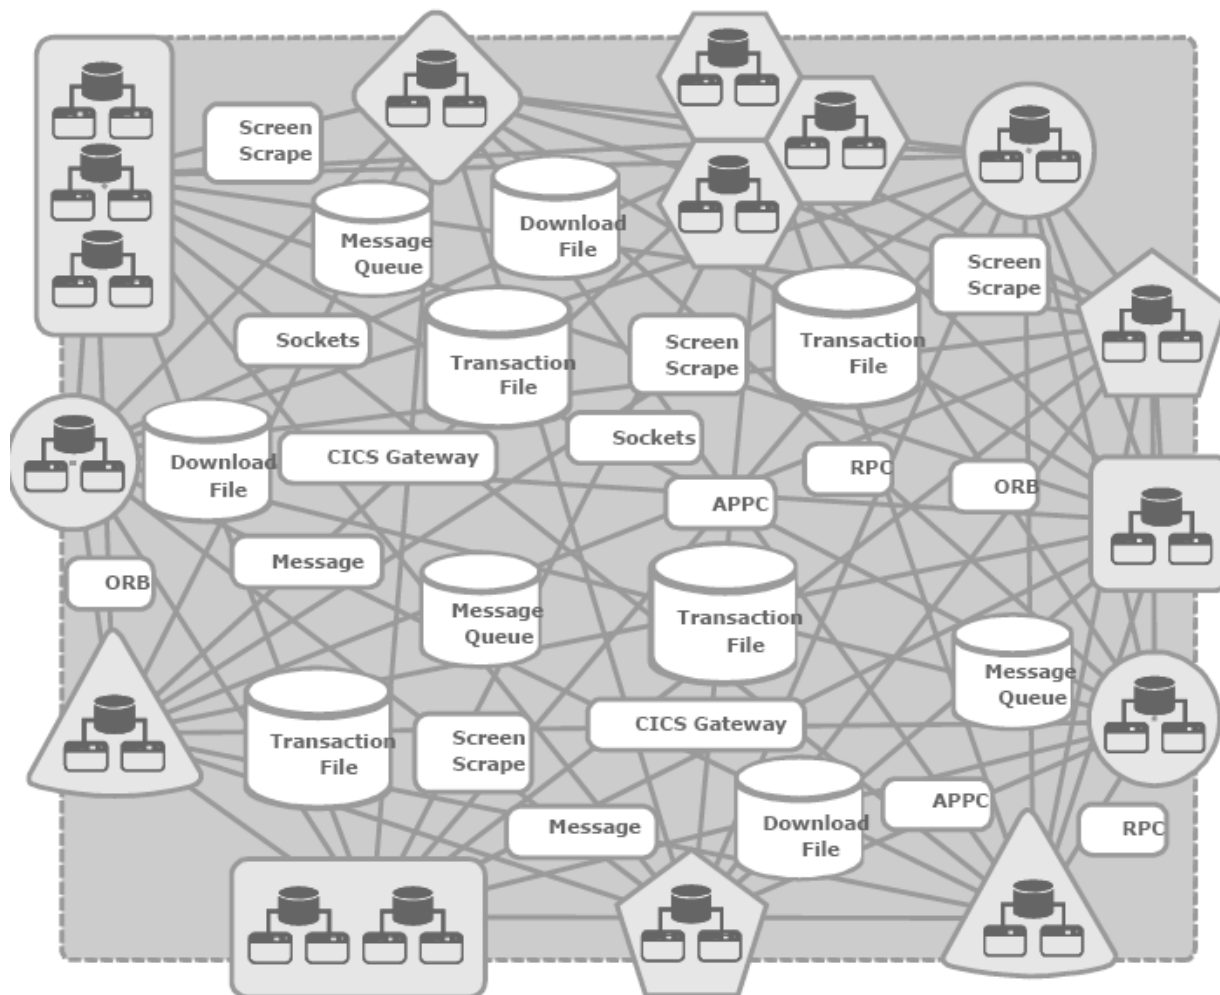 Screen
Scrape
Message
Queue
Download
File
Screen
Scrape
Sockets
Transaction
File
Screen
Scrape
Transaction
File
Download
File
CICS Gateway
Sockets
RPC
ORB
APPC
ORB
Message
Message
Queue
Transaction
File
Message
Queue
Transaction
File
Screen
Scrape
CICS Gateway
Message
Download
File
APPC
RPC